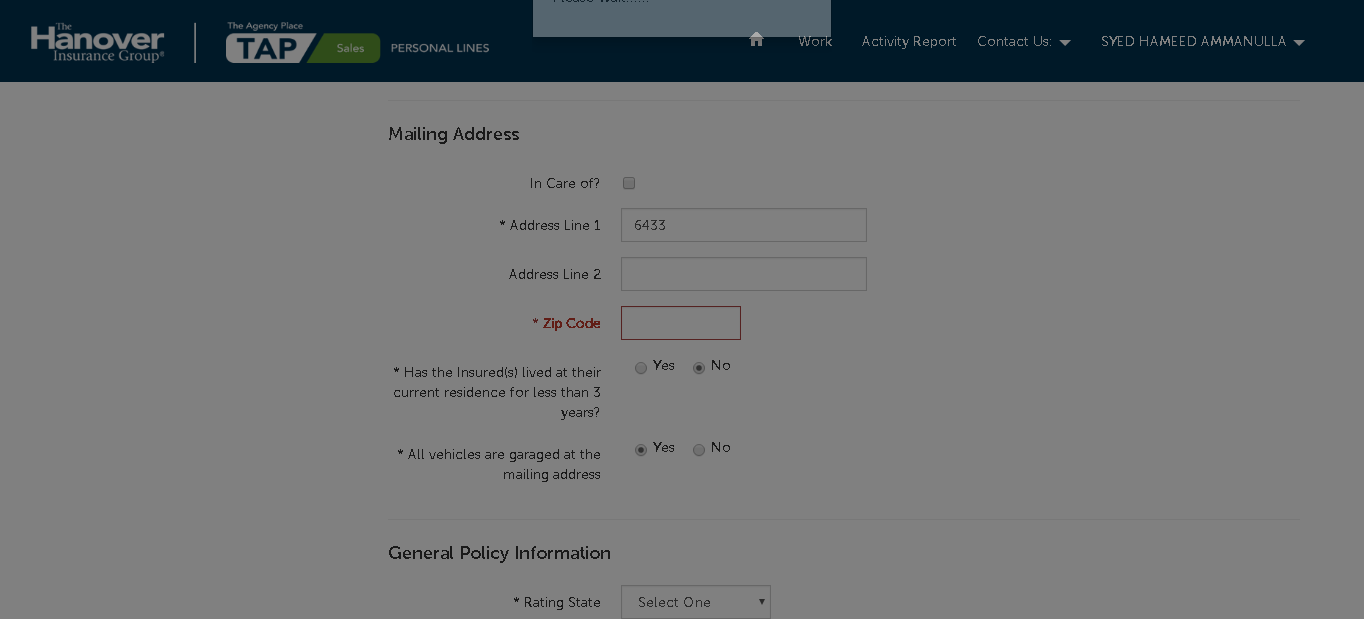 Please Wait......
The
Hanover
Insurance Group®
The Agency Place
TAP Sales PERSONAL LINES
Work Activity Report Contact Us: SYED HAMEED AMMANULLA
Mailing Address
In Care of?
* Address Line 1 6433
Address Line 2
* Zip Code
* Has the Insured(s) lived at their
current residence for less than 3
years?
Yes No
* All vehicles are garaged at the
mailing address
Yes No
General Policy Information
* Rating State Select One